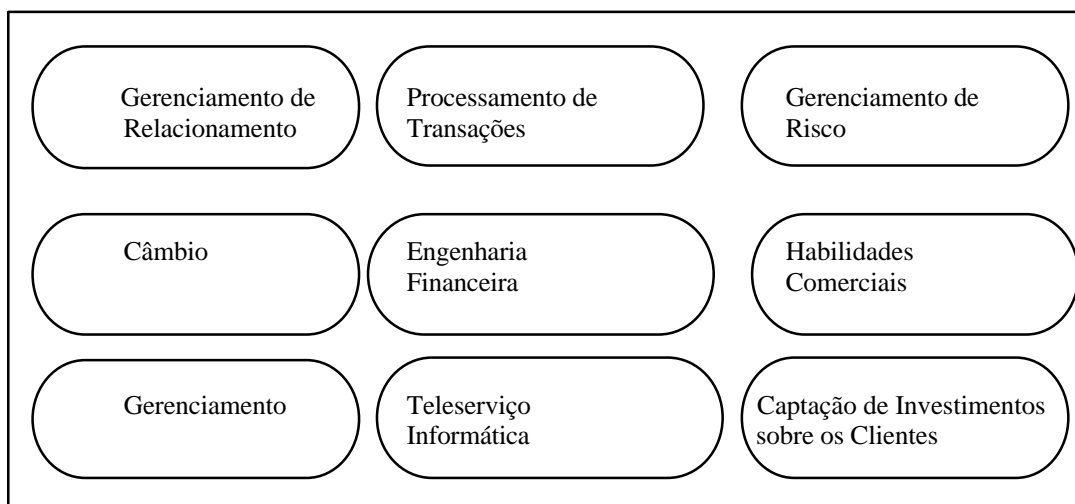 Gerenciamento de
Relacionamento
Processamento de
Transações
Gerenciamento de
Risco
Câmbio
Engenharia
Financeira
Habilidades
Comerciais
Gerenciamento
Teleserviço
Informática
Captação de Investimentos
sobre os Clientes